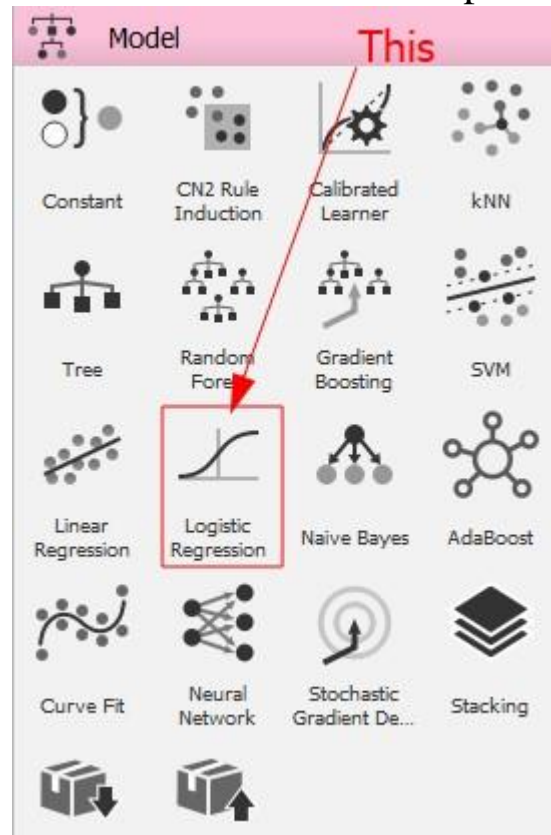 Model
This
Constant
CN2 Rule
Induction
Calibrated
Learner
kNN
Tree
Random
Gradient
Boosting
SVM
Linear
Regression
Logistic
Regression
Naive Bayes
AdaBoost
Curve Fit
Neural
Network
Stochastic
Gradient De...
Stacking